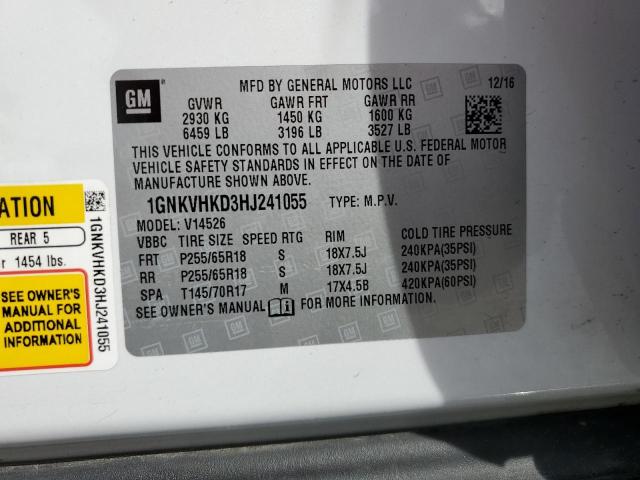 GM
MFD BY GENERAL MOTORS LLC 12/16
GVWR GAWR FRT GAWR RR
2930 KG 1450 KG 1600 KG
6459 LB 3196 LB 3527 LB
THIS VEHICLE CONFORMS TO ALL APPLICABLE U.S. FEDERAL MOTOR
VEHICLE SAFETY STANDARDS IN EFFECT ON THE DATE OF
MANUFACTURE SHOWN ABOVE.
1GNKVHKD3HJ241055 TYPE: M.P.V.
MODEL: V14526
VBBC TIRE SIZE SPEED RTG RIM COLD TIRE PRESSURE
FRT P255/65R18 S 18X7.5J 240KPA(35PSI)
RR P255/65R18 S 18X7.5J 240KPA(35PSI)
SPA T145/70R17 M 17X4.5B 420KPA(60PSI)
SEE OWNER'S MANUAL FOR MORE INFORMATION.
ATION
REAR 5
1454 lbs.
SEE OWNER'S
MANUAL FOR
ADDITIONAL
INFORMATION
1GNKVHKD3HJ241055